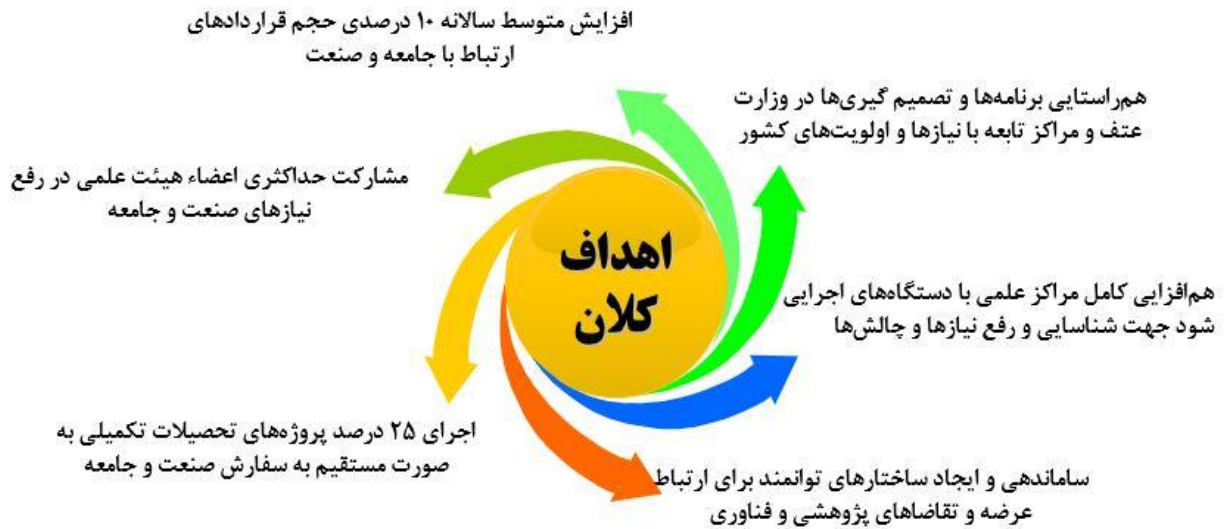 افزایش متوسط سالانه ۱۰ درصدی حجم قراردادهای
ارتباط با جامعه و صنعت
هم‌راستایی برنامه‌ها و تصمیم گیری‌ها در وزارت
عتف و مراکز تابعه با نیازها و اولویت‌های کشور
مشارکت حداکثری اعضاء هیئت علمی در رفع
نیازهای صنعت و جامعه
اهداف
کلان
هم‌افزایی کامل مراکز علمی با دستگاه‌های اجرایی
شود جهت شناسایی و رفع نیازها و چالش‌ها
اجرای ۲۵ درصد پروژه‌های تحصیلات تکمیلی به
صورت مستقیم به سفارش صنعت و جامعه
ساماندهی و ایجاد ساختارهای توانمند برای ارتباط
عرضه و تقاضاهای پژوهشی و فناوری